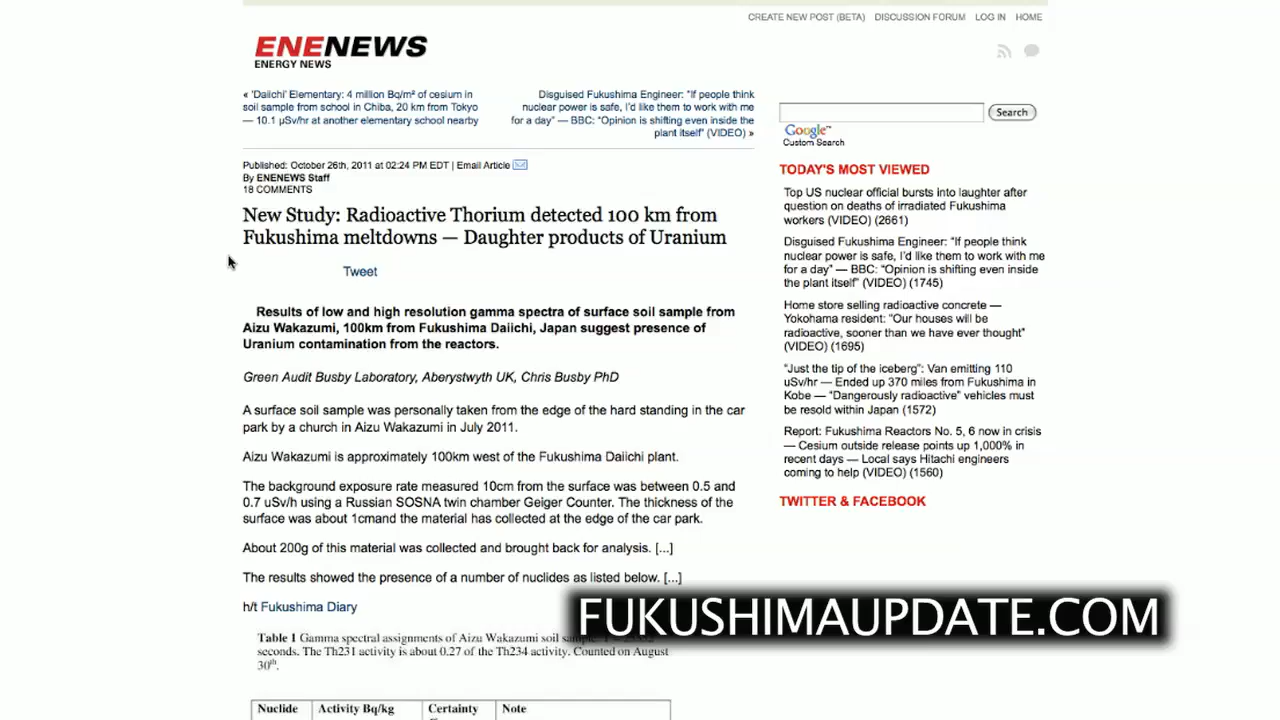 CREATE NEW POST (BETA) DISCUSSION FORUM LOG IN HOME
ENENEWS
ENERGY NEWS
« 'Daiichi' Elementary: 4 million Bq/m² of cesium in
soil sample from school in Chiba, 20 km from Tokyo
— 10.1 µSv/hr at another elementary school nearby
Disguised Fukushima Engineer: "If people think
nuclear power is safe, I'd like them to work with me
for a day" — BBC: "Opinion is shifting even inside the
plant itself" (VIDEO) »
Search
Google™
Custom Search
Published: October 26th, 2011 at 02:24 PM EDT | Email Article
By ENENEWS Staff
18 COMMENTS
New Study: Radioactive Thorium detected 100 km from
Fukushima meltdowns — Daughter products of Uranium
Tweet
Results of low and high resolution gamma spectra of surface soil sample from
Aizu Wakazumi, 100km from Fukushima Daiichi, Japan suggest presence of
Uranium contamination from the reactors.
Green Audit Busby Laboratory, Aberystwyth UK, Chris Busby PhD
A surface soil sample was personally taken from the edge of the hard standing in the car
park by a church in Aizu Wakazumi in July 2011.
Aizu Wakazumi is approximately 100km west of the Fukushima Daiichi plant.
The background exposure rate measured 10cm from the surface was between 0.5 and
0.7 uSv/h using a Russian SOSNA twin chamber Geiger Counter. The thickness of the
surface was about 1cmand the material has collected at the edge of the car park.
About 200g of this material was collected and brought back for analysis. [...]
The results showed the presence of a number of nuclides as listed below. [...]
h/t Fukushima Diary
Table 1 Gamma spectral assignments of Aizu Wakazumi soil
seconds. The Th231 activity is about 0.27 of the Th234 activity. Counted on August
30th.
Nuclide Activity Bq/kg Certainty Note
TODAY'S MOST VIEWED
Top US nuclear official bursts into laughter after
question on deaths of irradiated Fukushima
workers (VIDEO) (2661)
Disguised Fukushima Engineer: "If people think
nuclear power is safe, I'd like them to work with me
for a day" — BBC: "Opinion is shifting even inside
the plant itself" (VIDEO) (1745)
Home store selling radioactive concrete —
Yokohama resident: "Our houses will be
radioactive, sooner than we have ever thought"
(VIDEO) (1695)
"Just the tip of the iceberg": Van emitting 110
uSv/hr — Ended up 370 miles from Fukushima in
Kobe — "Dangerously radioactive" vehicles must
be resold within Japan (1572)
Report: Fukushima Reactors No. 5, 6 now in crisis
— Cesium outside release points up 1,000% in
recent days — Local says Hitachi engineers
coming to help (VIDEO) (1560)
TWITTER & FACEBOOK
FUKUSHIMAUPDATE.COM